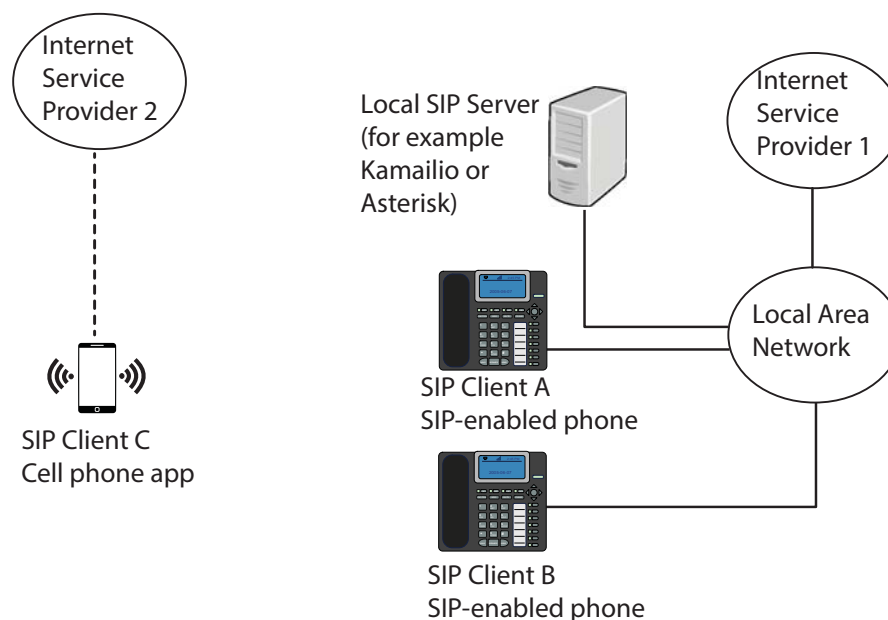 Internet
Service
Provider 2
Local SIP Server
(for example
Kamailio or
Asterisk)
Internet
Service
Provider 1
Local Area
Network
SIP Client A
SIP-enabled phone
SIP Client C
Cell phone app
SIP Client B
SIP-enabled phone